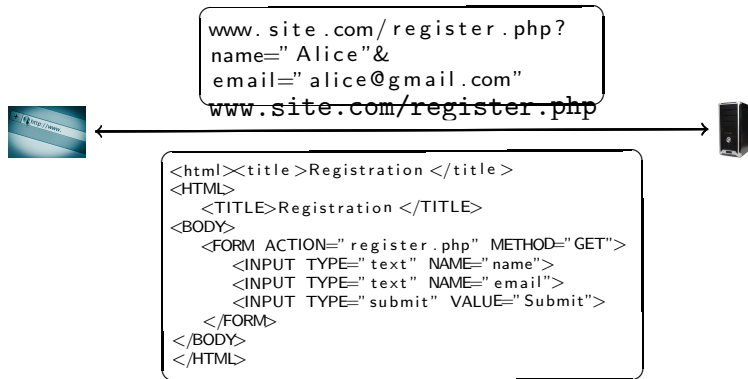 www.site.com/register.php?
name="Alice"&
email="alice@gmail.com"
www.site.com/register.php
http://www.
<html><title>Registration</title>
<HTML>
<TITLE>Registration</TITLE>
<BODY>
<FORM ACTION="register.php" METHOD="GET">
<INPUT TYPE="text" NAME="name">
<INPUT TYPE="text" NAME="email">
<INPUT TYPE="submit" VALUE="Submit">
</FORM>
</BODY>
</HTML>